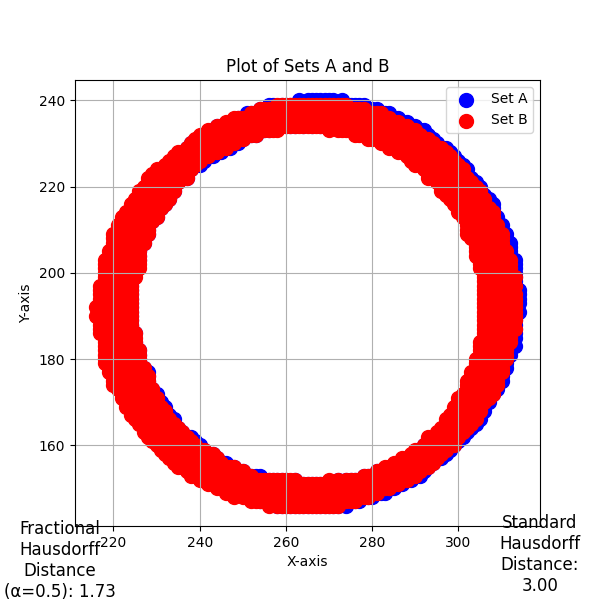 Plot of Sets A and B
Set A
Set B
240
220
200
180
160
Y-axis
220
240
260
280
300
X-axis
Fractional
Hausdorff
Distance
(α=0.5): 1.73
Standard
Hausdorff
Distance:
3.00